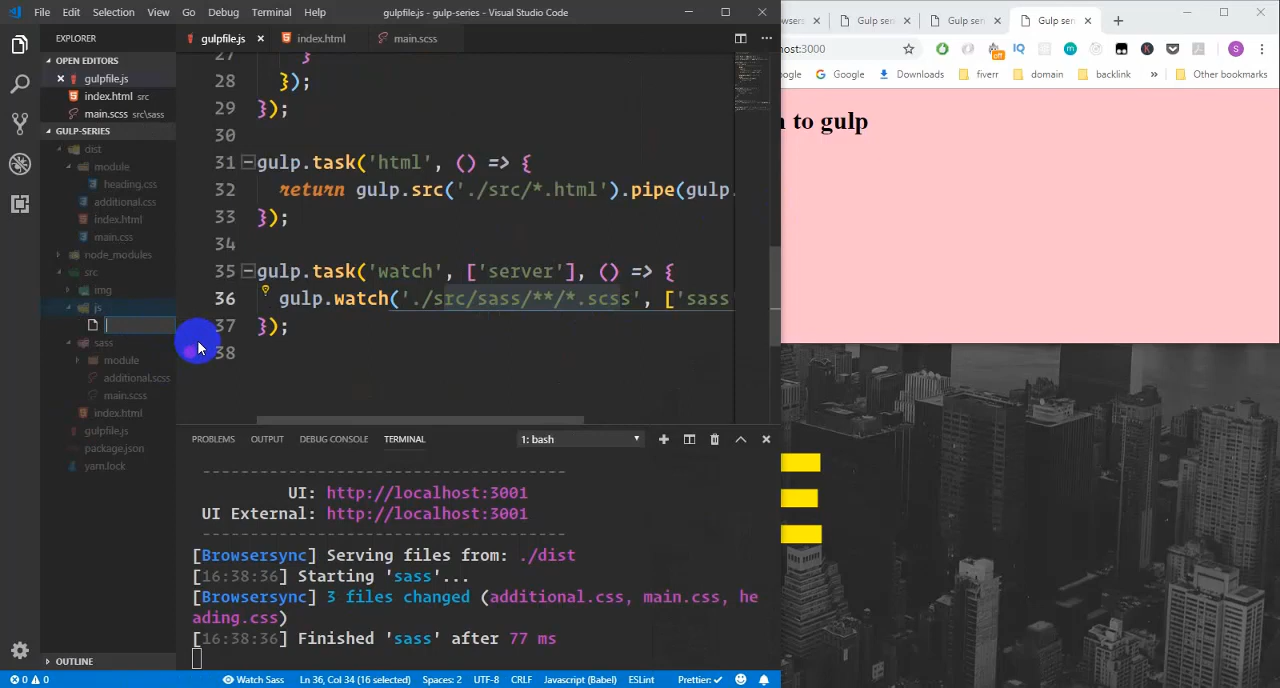 File Edit Selection View Go Debug Terminal Help gulpfile.js - gulp-series - Visual Studio Code
EXPLORER
OPEN EDITORS
gulpfile.js
index.html src
main.scss src\sass
GULP-SERIES
dist
module
heading.css
additional.css
index.html
main.css
node_modules
src
img
js
sass
module
additional.scss
main.scss
index.html
gulpfile.js
package.json
yarn.lock
OUTLINE
gulpfile.js index.html main.scss
27 }
28 });
29 });
30
31 gulp.task('html', () => {
32 return gulp.src('./src/*.html').pipe(gulp.
33 });
34
35 gulp.task('watch', ['server'], () => {
36 gulp.watch('./src/sass/**/*.scss', ['sass
37 });
38
PROBLEMS OUTPUT DEBUG CONSOLE TERMINAL 1: bash
-------------------------------------
UI: http://localhost:3001
UI External: http://localhost:3001
-------------------------------------
[Browsersync] Serving files from: ./dist
[16:38:36] Starting 'sass'...
[Browsersync] 3 files changed (additional.css, main.css, he
ading.css)
[16:38:36] Finished 'sass' after 77 ms
0 0 Watch Sass Ln 36, Col 34 (16 selected) Spaces: 2 UTF-8 CRLF Javascript (Babel) ESLint Prettier: ✓
wsers Gulp ser Gulp seri Gulp seri
host:3000 IQ off K S
ogle Google Downloads fiverr domain backlink » Other bookmarks
n to gulp